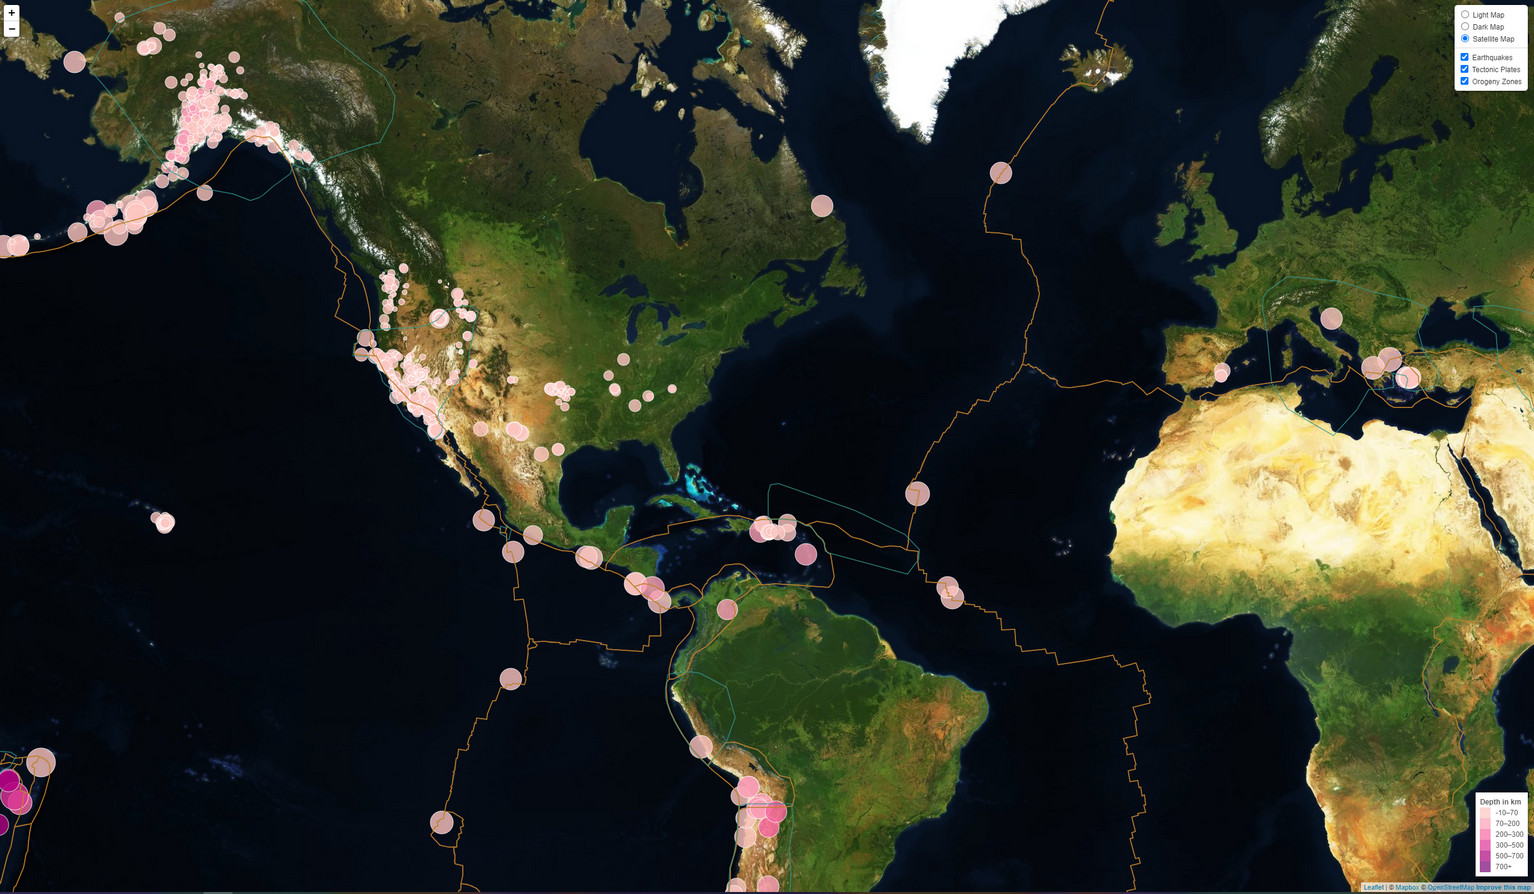 +
−
Light Map
Dark Map
Satellite Map
Earthquakes
Tectonic Plates
Orogeny Zones
Depth in km
-10–70
70–200
200–300
300–500
500–700
700+
Leaflet | © Mapbox © OpenStreetMap Improve this map